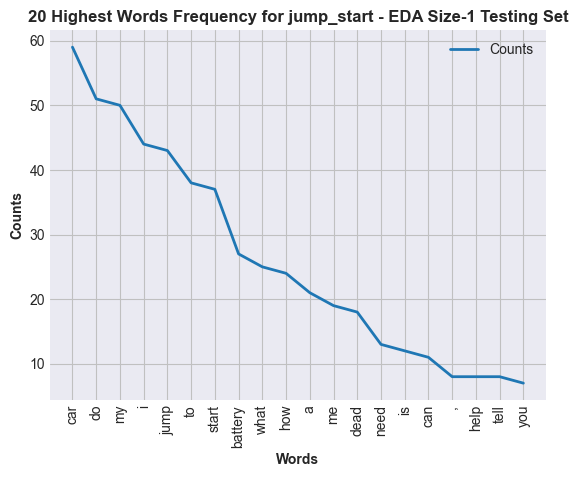 20 Highest Words Frequency for jump_start - EDA Size-1 Testing Set
Counts
60
50
40
30
20
10
Counts
car
do
my
i
jump
to
start
battery
what
how
a
me
dead
need
is
can
,
help
tell
you
Words